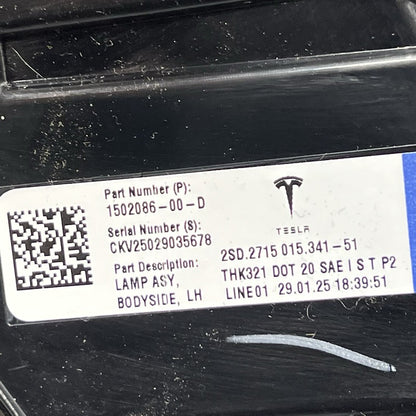 Part Number (P):
1502086-00-D
Serial Number (S):
CKV25029035678
Part Description:
LAMP ASY,
BODYSIDE, LH
TESLA
2SD.2715 015.341-51
THK321 DOT 20 SAE I S T P2
LINE01 29.01.25 18:39:51